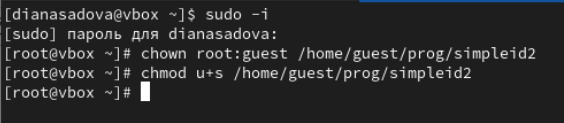 [dianasadova@vbox ~]$ sudo -i
[sudo] пароль для dianasadova:
[root@vbox ~]# chown root:guest /home/guest/prog/simpleid2
[root@vbox ~]# chmod u+s /home/guest/prog/simpleid2
[root@vbox ~]#